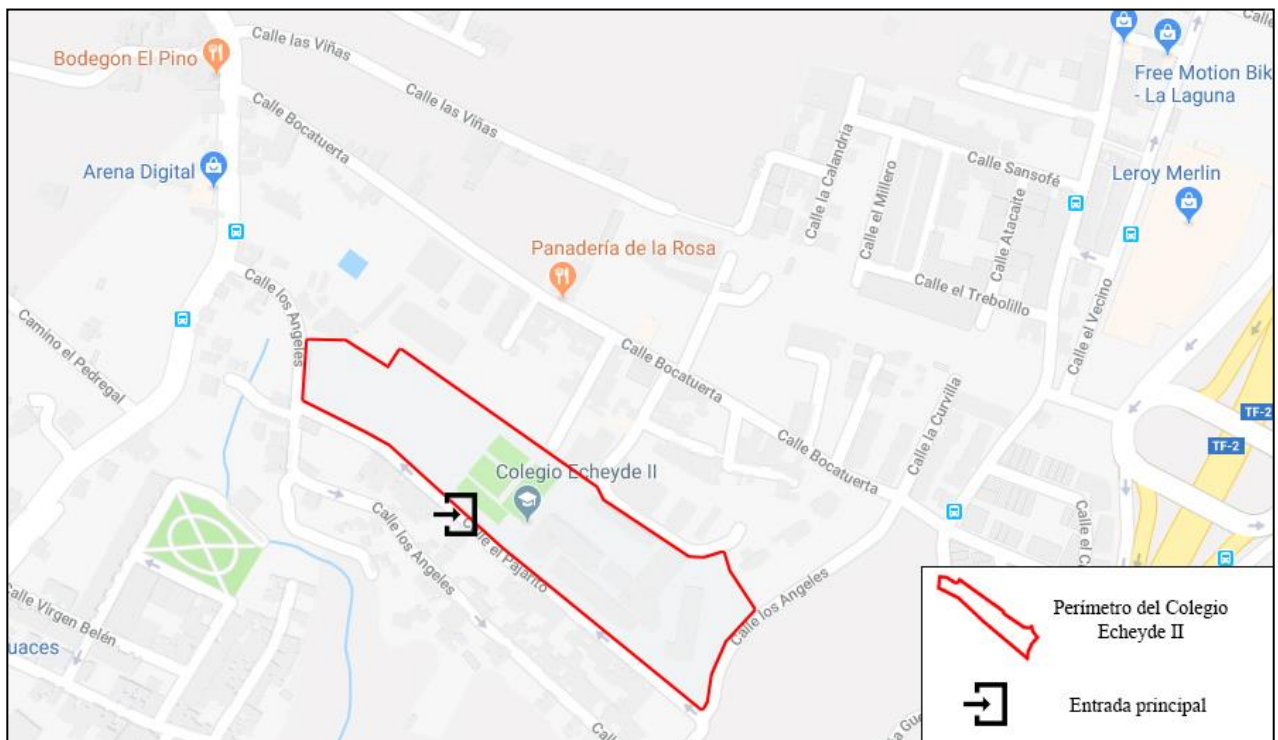 Calle las Viñas
Bodegon El Pino
Calle Bocatuerta
Calle las Viñas
Free Motion Bik
- La Laguna
Calle la Calandria
Calle Sansofé
Arena Digital
Leroy Merlin
Calle el Millero
Calle Atacaite
Panadería de la Rosa
Calle los Angeles
Calle el Trebolillo
Calle el Vecino
Camino el Pedregal
Calle Bocatuerta
Calle la Curvilla
TF-2
TF-2
Colegio Echeyde II
Calle Bocatuerta
Calle el Pajarito
Calle los Angeles
Calle los Angeles
Calle Virgen Belén
uaces
Calle
Perímetro del Colegio
Echeyde II
Entrada principal